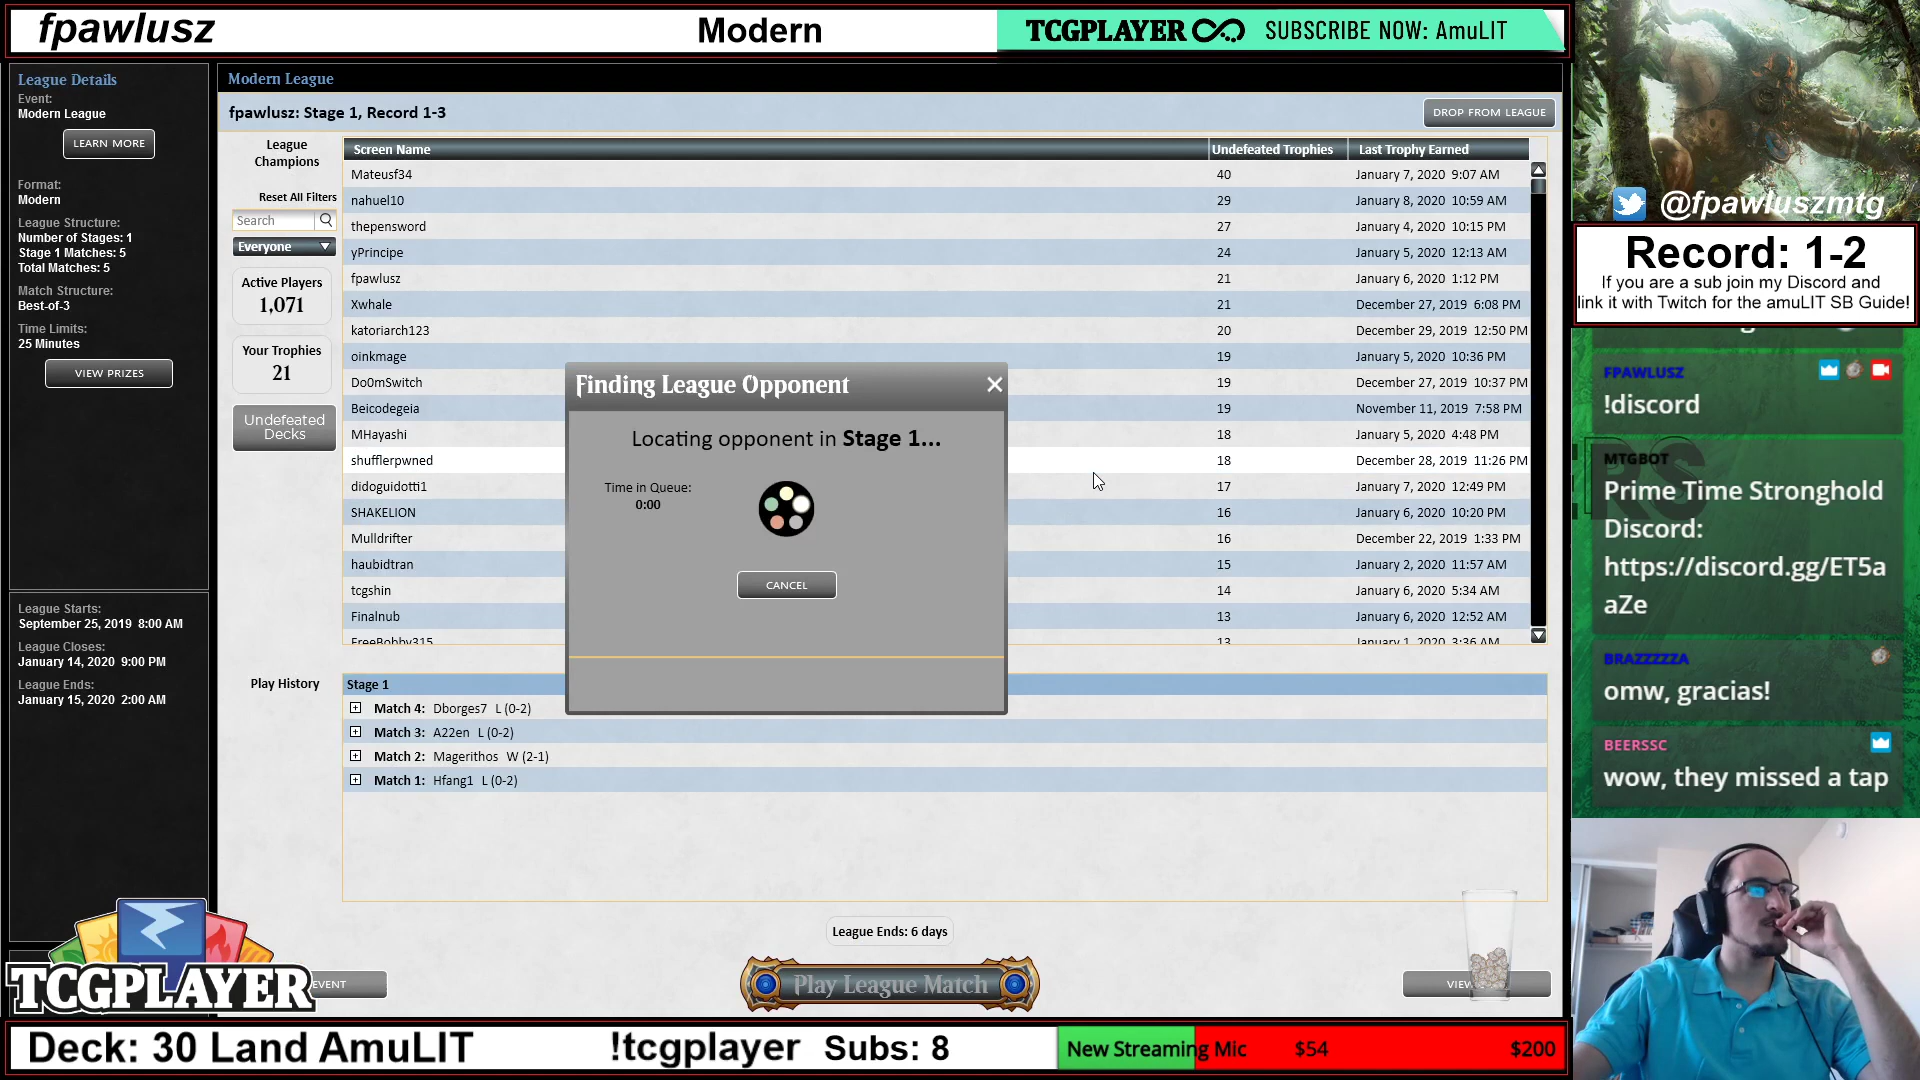 fpawlusz
Modern
TCGPLAYER SUBSCRIBE NOW: AmuLIT
League Details
Event:
Modern League
LEARN MORE
Format:
Modern
League Structure:
Number of Stages: 1
Stage 1 Matches: 5
Total Matches: 5
Match Structure:
Best-of-3
Time Limits:
25 Minutes
VIEW PRIZES
League Starts:
September 25, 2019 8:00 AM
League Closes:
January 14, 2020 9:00 PM
League Ends:
January 15, 2020 2:00 AM
Modern League
fpawlusz: Stage 1, Record 1-3
DROP FROM LEAGUE
League
Champions
Reset All Filters
Search
Everyone
Active Players
1,071
Your Trophies
21
Undefeated
Decks
Screen Name Undefeated Trophies Last Trophy Earned
Mateusf34 40 January 7, 2020 9:07 AM
nahuel10 29 January 8, 2020 10:59 AM
thepensword 27 January 4, 2020 10:15 PM
yPrincipe 24 January 5, 2020 12:13 AM
fpawlusz 21 January 6, 2020 1:12 PM
Xwhale 21 December 27, 2019 6:08 PM
katoriarch123 20 December 29, 2019 12:50 PM
oinkmage 19 January 5, 2020 10:36 PM
Do0mSwitch 19 December 27, 2019 10:37 PM
Beicodegeia 19 November 11, 2019 7:58 PM
MHayashi 18 January 5, 2020 4:48 PM
shufflerpwned 18 December 28, 2019 11:26 PM
didoguidotti1 17 January 7, 2020 12:49 PM
SHAKELION 16 January 6, 2020 10:20 PM
Mulldrifter 16 December 22, 2019 1:33 PM
haubidtran 15 January 2, 2020 11:57 AM
tcgshin 14 January 6, 2020 5:34 AM
Finalnub 13 January 6, 2020 12:52 AM
FreeBobby315 13 January 1, 2020 3:36 AM
Finding League Opponent
Locating opponent in Stage 1...
Time in Queue:
0:00
CANCEL
Play History
Stage 1
Match 4: Dborges7 L (0-2)
Match 3: A22en L (0-2)
Match 2: Magerithos W (2-1)
Match 1: Hfang1 L (0-2)
League Ends: 6 days
EVENT
Play League Match
VIEW
TCGPLAYER
@fpawluszmtg
Record: 1-2
If you are a sub join my Discord and
link it with Twitch for the amuLIT SB Guide!
FPAWLUSZ
!discord
MTGBOT
Prime Time Stronghold
Discord:
https://discord.gg/ET5a
aZe
BRAZZZZZA
omw, gracias!
BEERSSC
wow, they missed a tap
Deck: 30 Land AmuLIT
!tcgplayer Subs: 8
New Streaming Mic $54 $200